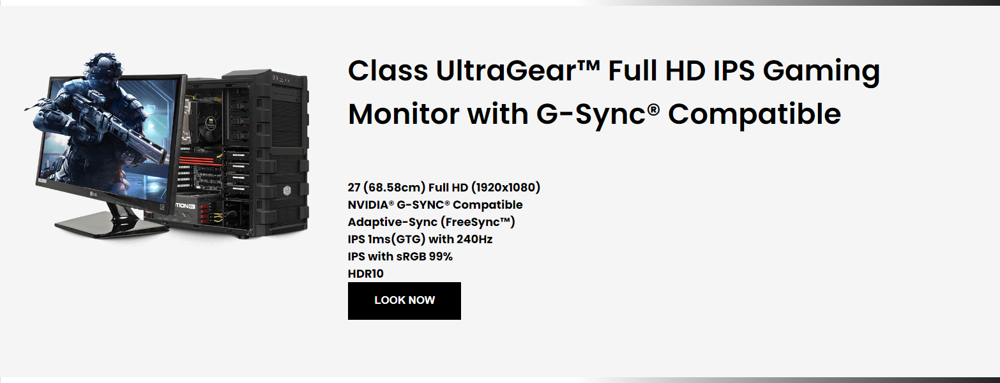 Class UltraGear™ Full HD IPS Gaming
Monitor with G-Sync® Compatible
27 (68.58cm) Full HD (1920x1080)
NVIDIA® G-SYNC® Compatible
Adaptive-Sync (FreeSync™)
IPS 1ms(GTG) with 240Hz
IPS with sRGB 99%
HDR10
LOOK NOW
LG